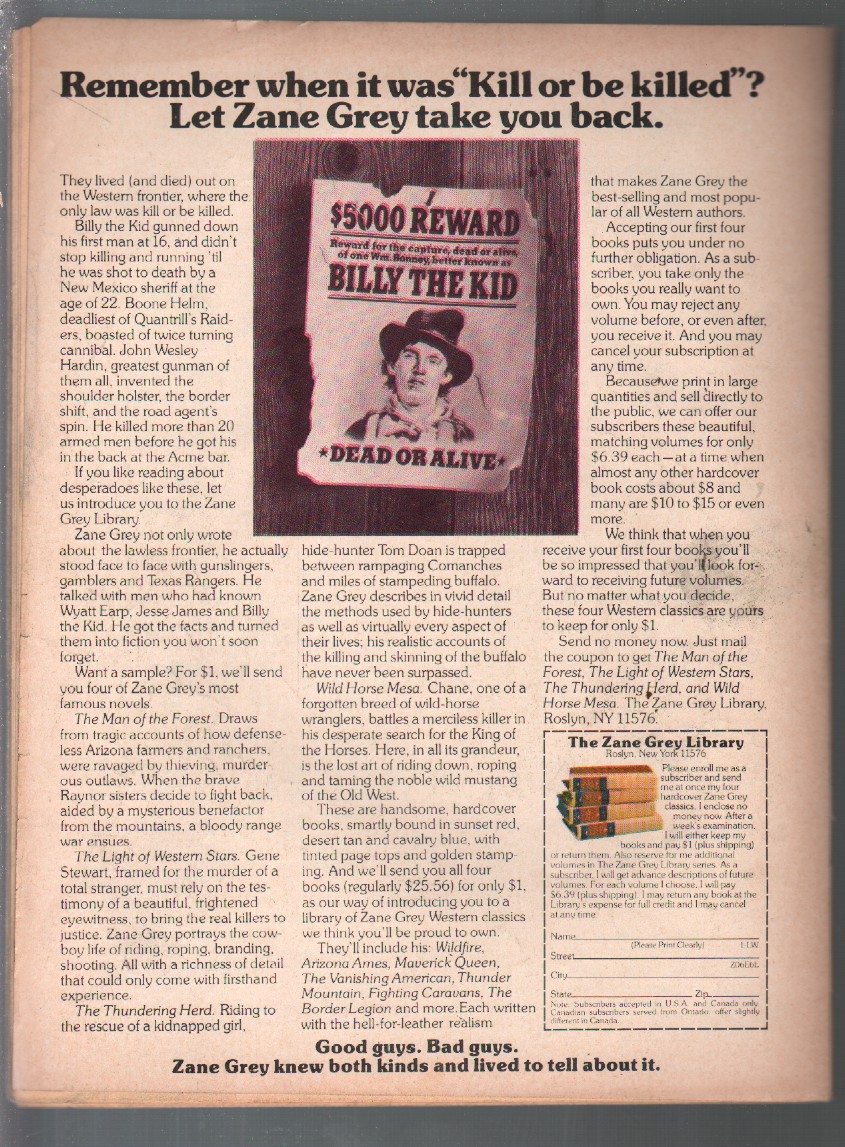 Remember when it was “Kill or be killed”?
Let Zane Grey take you back.
They lived (and died) out on
the Western frontier, where the
only law was kill or be killed.
Billy the Kid gunned down
his first man at 16, and didn't
stop killing and running 'til
he was shot to death by a
New Mexico sheriff at the
age of 22. Boone Helm,
deadliest of Quantrill's Raid-
ers, boasted of twice turning
cannibal. John Wesley
Hardin, greatest gunman of
them all, invented the
shoulder holster, the border
shift, and the road agent's
spin. He killed more than 20
armed men before he got his
in the back at the Acme bar.
If you like reading about
desperadoes like these, let
us introduce you to the Zane
Grey Library.
Zane Grey not only wrote
about the lawless frontier, he actually
stood face to face with gunslingers,
gamblers and Texas Rangers. He
talked with men who had known
Wyatt Earp, Jesse James and Billy
the Kid. He got the facts and turned
them into fiction you won't soon
forget.
Want a sample? For $1, we'll send
you four of Zane Grey's most
famous novels.
The Man of the Forest. Draws
from tragic accounts of how defense-
less Arizona farmers and ranchers,
were ravaged by thieving, murder-
ous outlaws. When the brave
Raynor sisters decide to fight back,
aided by a mysterious benefactor
from the mountains, a bloody range
war ensues.
The Light of Western Stars. Gene
Stewart, framed for the murder of a
total stranger, must rely on the tes-
timony of a beautiful, frightened
eyewitness, to bring the real killers to
justice. Zane Grey portrays the cow-
boy life of riding, roping, branding,
shooting. All with a richness of detail
that could only come with firsthand
experience.
The Thundering Herd. Riding to
the rescue of a kidnapped girl,
$5000 REWARD
Reward for the capture, dead or alive,
of one Wm. Bonney, better known as
BILLY THE KID
*DEAD OR ALIVE*
hide-hunter Tom Doan is trapped
between rampaging Comanches
and miles of stampeding buffalo.
Zane Grey describes in vivid detail
the methods used by hide-hunters
as well as virtually every aspect of
their lives; his realistic accounts of
the killing and skinning of the buffalo
have never been surpassed.
Wild Horse Mesa. Chane, one of a
forgotten breed of wild-horse
wranglers, battles a merciless killer in
his desperate search for the King of
the Horses. Here, in all its grandeur,
is the lost art of riding down, roping
and taming the noble wild mustang
of the Old West.
These are handsome, hardcover
books, smartly bound in sunset red,
desert tan and cavalry blue, with
tinted page tops and golden stamp-
ing. And we'll send you all four
books (regularly $25.56) for only $1,
as our way of introducing you to a
library of Zane Grey Western classics
we think you'll be proud to own.
They'll include his: Wildfire,
Arizona Ames, Maverick Queen,
The Vanishing American, Thunder
Mountain, Fighting Caravans, The
Border Legion and more.Each written
with the hell-for-leather realism
that makes Zane Grey the
best-selling and most popu-
lar of all Western authors.
Accepting our first four
books puts you under no
further obligation. As a sub-
scriber, you take only the
books you really want to
own. You may reject any
volume before, or even after,
you receive it. And you may
cancel your subscription at
any time.
Because we print in large
quantities and sell directly to
the public, we can offer our
subscribers these beautiful,
matching volumes for only
$6.39 each—at a time when
almost any other hardcover
book costs about $8 and
many are $10 to $15 or even
more.
We think that when you
receive your first four books you'll
be so impressed that you'll look for-
ward to receiving future volumes.
But no matter what you decide,
these four Western classics are yours
to keep for only $1.
Send no money now. Just mail
the coupon to get The Man of the
Forest, The Light of Western Stars,
The Thundering Herd, and Wild
Horse Mesa. The Zane Grey Library,
Roslyn, NY 11576.
The Zane Grey Library
Roslyn, New York 11576
Please enroll me as a
subscriber and send
me at once my four
hardcover Zane Grey
classics. I enclose no
money now. After a
week's examination,
I will either keep my
books and pay $1 (plus shipping)
or return them. Also reserve for me additional
volumes in The Zane Grey Library series. As a
subscriber, I will get advance descriptions of future
volumes. For each volume I choose, I will pay
$6.39 (plus shipping). I may return any book at the
Library's expense for full credit and I may cancel
at any time.
Name
(Please Print Clearly) 1-LW
Street
Z06E6E
City
State Zip
Note: Subscribers accepted in U.S.A. and Canada only.
Canadian subscribers served from Ontario, offer slightly
different in Canada.
Good guys. Bad guys.
Zane Grey knew both kinds and lived to tell about it.